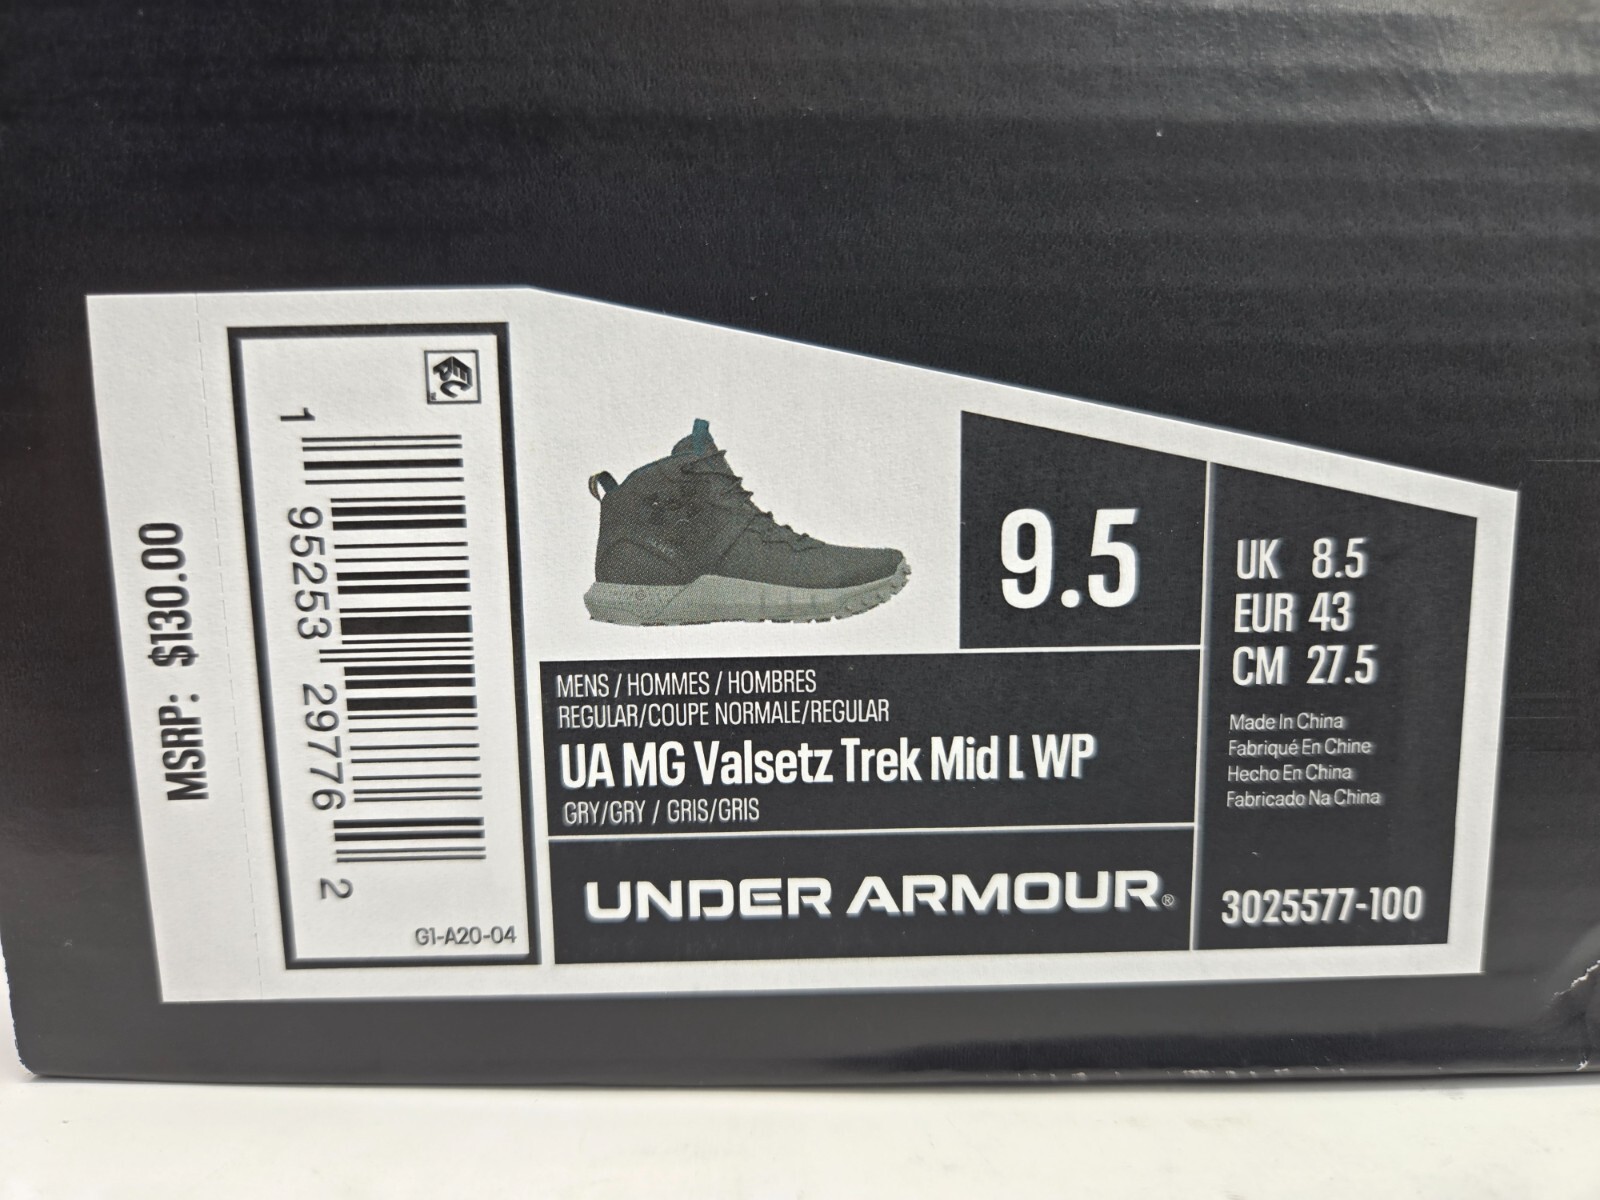 MSRP: $130.00
1 95253 29776 2
EPC™
G1-A20-04
9.5
UK 8.5
EUR 43
CM 27.5
MENS / HOMMES / HOMBRES
REGULAR/COUPE NORMALE/REGULAR
UA MG Valsetz Trek Mid L WP
GRY/GRY / GRIS/GRIS
UNDER ARMOUR®
Made In China
Fabriqué En Chine
Hecho En China
Fabricado Na China
3025577-100